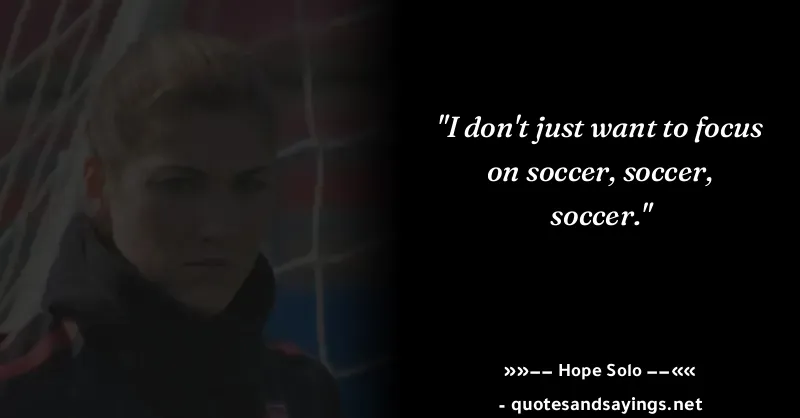 "I don't just want to focus
on soccer, soccer,
soccer."
»»−− Hope Solo −−««
- quotesandsayings.net